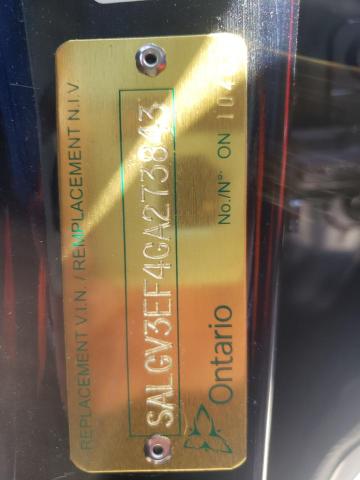 REPLACEMENT V.I.N. / REMPLACEMENT N.I.V
SALGV3EF4GA273843
Ontario
No./N° ON